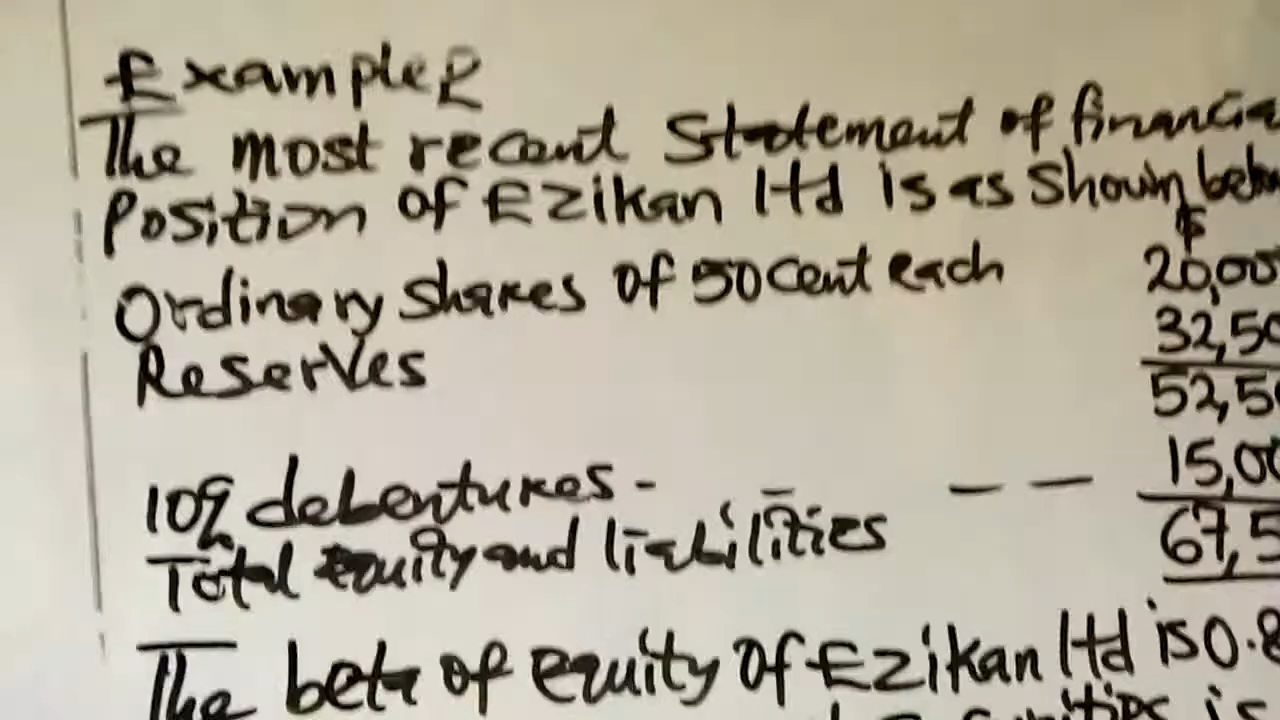 Example 2
The most recent Statement of financia
Position of Ezikan Ltd is as Shown belo
$
Ordinary Shares of 50 cent each 20,00
Reserves 32,50
52,50
10% debentures - - - - 15,00
Total equity and liabilities 67,5
The beta of equity of Ezikan Ltd is 0.8
is